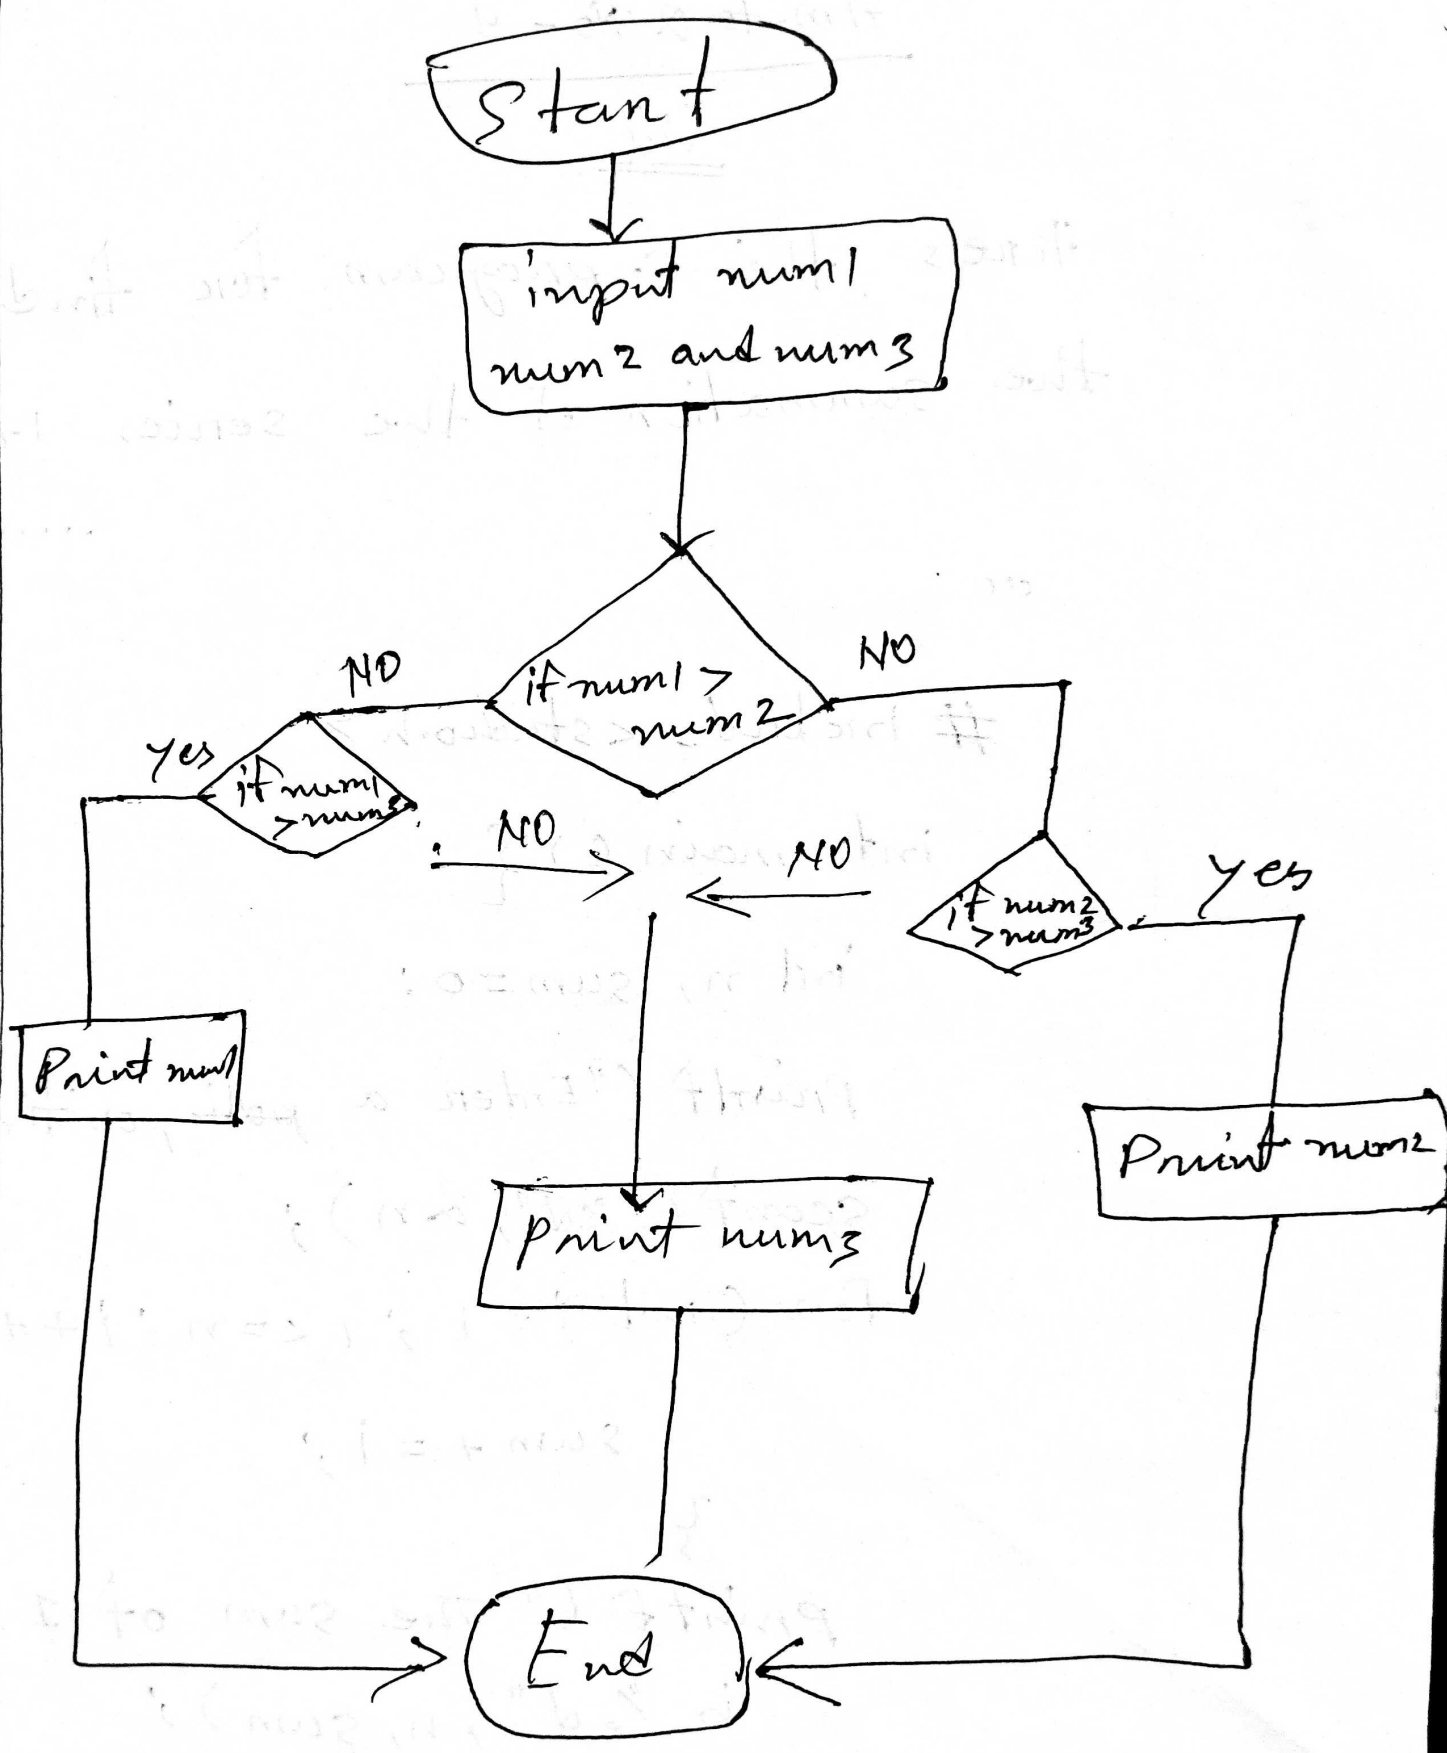 Start
input num1
num2 and num3
NO
if num1 >
num2
NO
Yes
if num1
>num3
NO
NO
if num2
>num3
Yes
Print num1
Print num3
Print num2
End